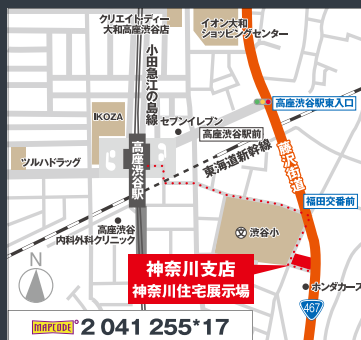 クリエイト・ディー
大和高座渋谷店
イオン大和
ショッピングセンター
小田急江の島線
IKOZA
セブンイレブン
高座渋谷駅東入口
高座渋谷駅前
ツルハドラッグ
高座渋谷駅
東海道新幹線
藤沢街道
福田交番前
高座渋谷
内科外科クリニック
文 渋谷小
N
神奈川支店
神奈川住宅展示場
ホンダカーズ
467
MAPCODE 2 041 255*17